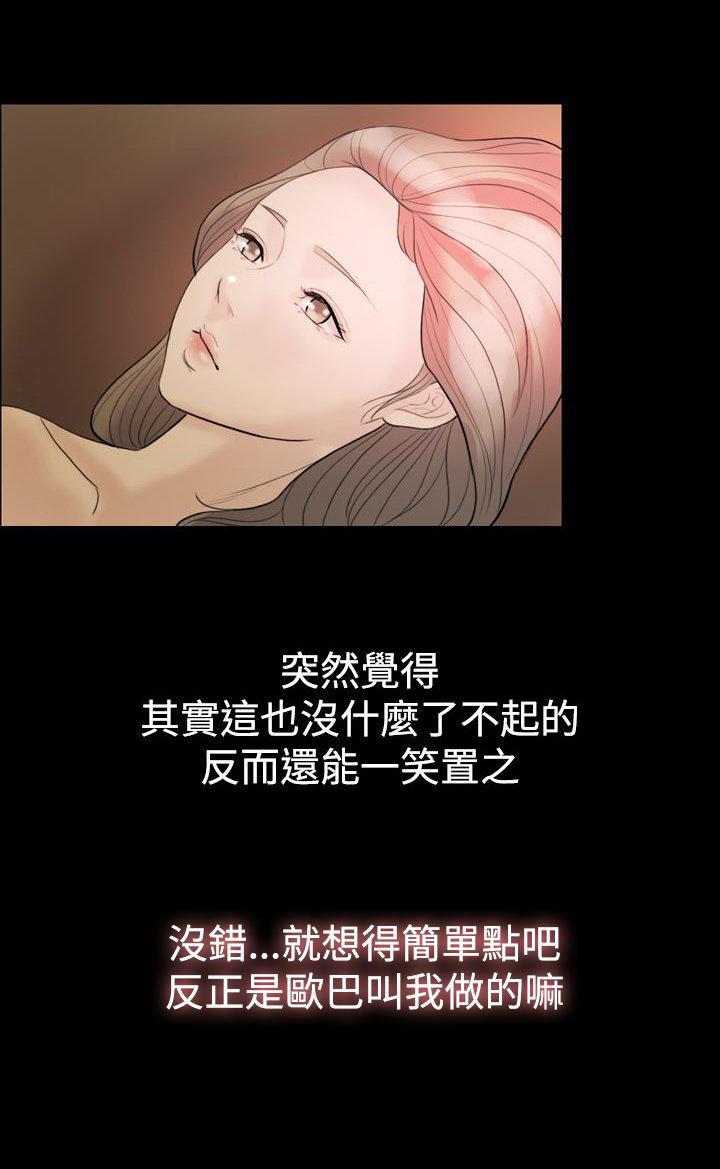 突然覺得
其實這也沒什麼了不起的
反而還能一笑置之
沒錯...就想得簡單點吧
反正是歐巴叫我做的嘛